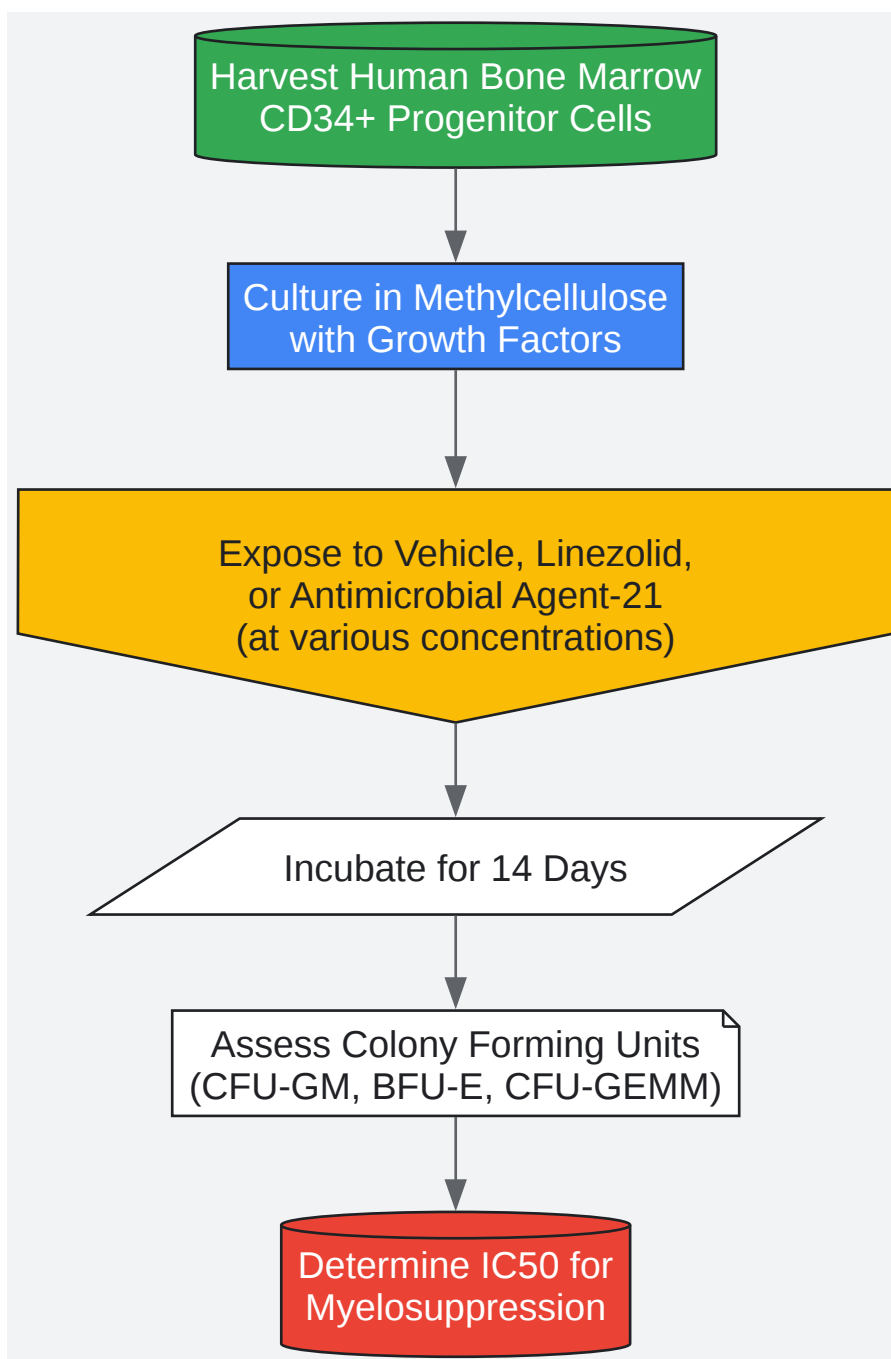 Harvest Human Bone Marrow
CD34+ Progenitor Cells
Culture in Methylcellulose
with Growth Factors
Expose to Vehicle, Linezolid,
or Antimicrobial Agent-21
(at various concentrations)
Incubate for 14 Days
Assess Colony Forming Units
(CFU-GM, BFU-E, CFU-GEMM)
Determine IC50 for
Myelosuppression